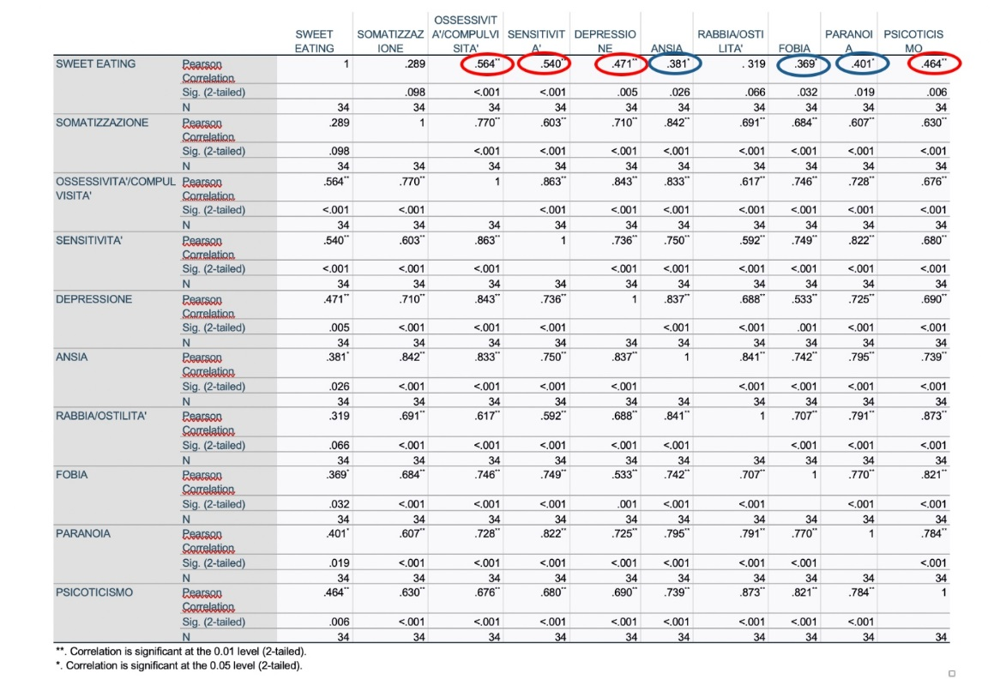 SWEET EATING SOMATIZZAZIONE OSSESSIVITA'/COMPULVISITA' SENSITIVITA' DEPRESSIONE ANSIA RABBIA/OSTILITA' FOBIA PARANOIA PSICOTICISMO
SWEET EATING Pearson Correlation 1 .289 .564** .540** .471** .381* .319 .369* .401* .464**
Sig. (2-tailed) .098 <.001 <.001 .005 .026 .066 .032 .019 .006
N 34 34 34 34 34 34 34 34 34 34
SOMATIZZAZIONE Pearson Correlation .289 1 .770** .603** .710** .842** .691** .684** .607** .630**
Sig. (2-tailed) .098 <.001 <.001 <.001 <.001 <.001 <.001 <.001 <.001
N 34 34 34 34 34 34 34 34 34 34
OSSESSIVITA'/COMPULVISITA' Pearson Correlation .564** .770** 1 .863** .843** .833** .617** .746** .728** .676**
Sig. (2-tailed) <.001 <.001 <.001 <.001 <.001 <.001 <.001 <.001 <.001
N 34 34 34 34 34 34 34 34 34 34
SENSITIVITA' Pearson Correlation .540** .603** .863** 1 .736** .750** .592** .749** .822** .680**
Sig. (2-tailed) <.001 <.001 <.001 <.001 <.001 <.001 <.001 <.001 <.001
N 34 34 34 34 34 34 34 34 34 34
DEPRESSIONE Pearson Correlation .471** .710** .843** .736** 1 .837** .688** .533** .725** .690**
Sig. (2-tailed) .005 <.001 <.001 <.001 <.001 <.001 .001 <.001 <.001
N 34 34 34 34 34 34 34 34 34 34
ANSIA Pearson Correlation .381* .842** .833** .750** .837** 1 .841** .742** .795** .739**
Sig. (2-tailed) .026 <.001 <.001 <.001 <.001 <.001 <.001 <.001 <.001
N 34 34 34 34 34 34 34 34 34 34
RABBIA/OSTILITA' Pearson Correlation .319 .691** .617** .592** .688** .841** 1 .707** .791** .873**
Sig. (2-tailed) .066 <.001 <.001 <.001 <.001 <.001 <.001 <.001 <.001
N 34 34 34 34 34 34 34 34 34 34
FOBIA Pearson Correlation .369* .684** .746** .749** .533** .742** .707** 1 .770** .821**
Sig. (2-tailed) .032 <.001 <.001 <.001 .001 <.001 <.001 <.001 <.001
N 34 34 34 34 34 34 34 34 34 34
PARANOIA Pearson Correlation .401* .607** .728** .822** .725** .795** .791** .770** 1 .784**
Sig. (2-tailed) .019 <.001 <.001 <.001 <.001 <.001 <.001 <.001 <.001
N 34 34 34 34 34 34 34 34 34 34
PSICOTICISMO Pearson Correlation .464** .630** .676** .680** .690** .739** .873** .821** .784** 1
Sig. (2-tailed) .006 <.001 <.001 <.001 <.001 <.001 <.001 <.001 <.001
N 34 34 34 34 34 34 34 34 34 34
**. Correlation is significant at the 0.01 level (2-tailed).
*. Correlation is significant at the 0.05 level (2-tailed).